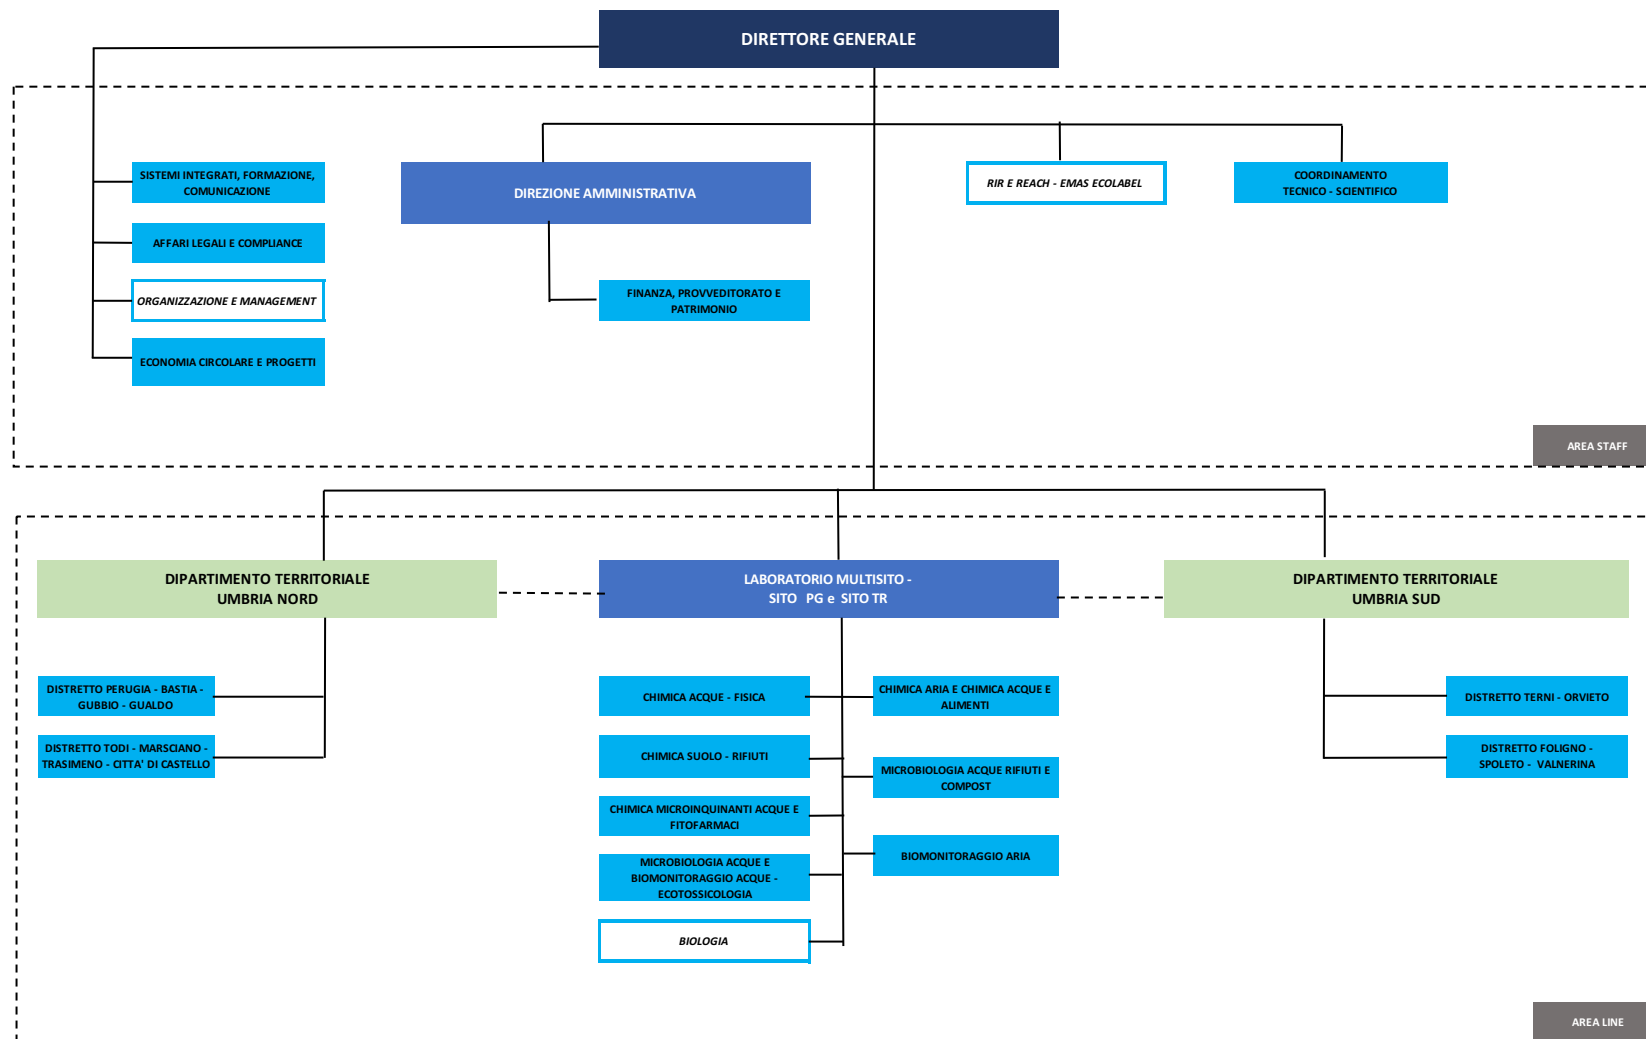 DIRETTORE GENERALE
SISTEMI INTEGRATI, FORMAZIONE,
COMUNICAZIONE
AFFARI LEGALI E COMPLIANCE
ORGANIZZAZIONE E MANAGEMENT
ECONOMIA CIRCOLARE E PROGETTI
DIREZIONE AMMINISTRATIVA
FINANZA, PROVVEDITORATO E
PATRIMONIO
RIR E REACH - EMAS ECOLABEL
COORDINAMENTO
TECNICO - SCIENTIFICO
AREA STAFF
DIPARTIMENTO TERRITORIALE
UMBRIA NORD
DISTRETTO PERUGIA - BASTIA -
GUBBIO - GUALDO
DISTRETTO TODI - MARSCIANO -
TRASIMENO - CITTA' DI CASTELLO
LABORATORIO MULTISITO -
SITO PG e SITO TR
CHIMICA ACQUE - FISICA
CHIMICA SUOLO - RIFIUTI
CHIMICA MICROINQUINANTI ACQUE E
FITOFARMACI
MICROBIOLOGIA ACQUE E
BIOMONITORAGGIO ACQUE -
ECOTOSSICOLOGIA
BIOLOGIA
CHIMICA ARIA E CHIMICA ACQUE E
ALIMENTI
MICROBIOLOGIA ACQUE RIFIUTI E
COMPOST
BIOMONITORAGGIO ARIA
DIPARTIMENTO TERRITORIALE
UMBRIA SUD
DISTRETTO TERNI - ORVIETO
DISTRETTO FOLIGNO -
SPOLETO - VALNERINA
AREA LINE